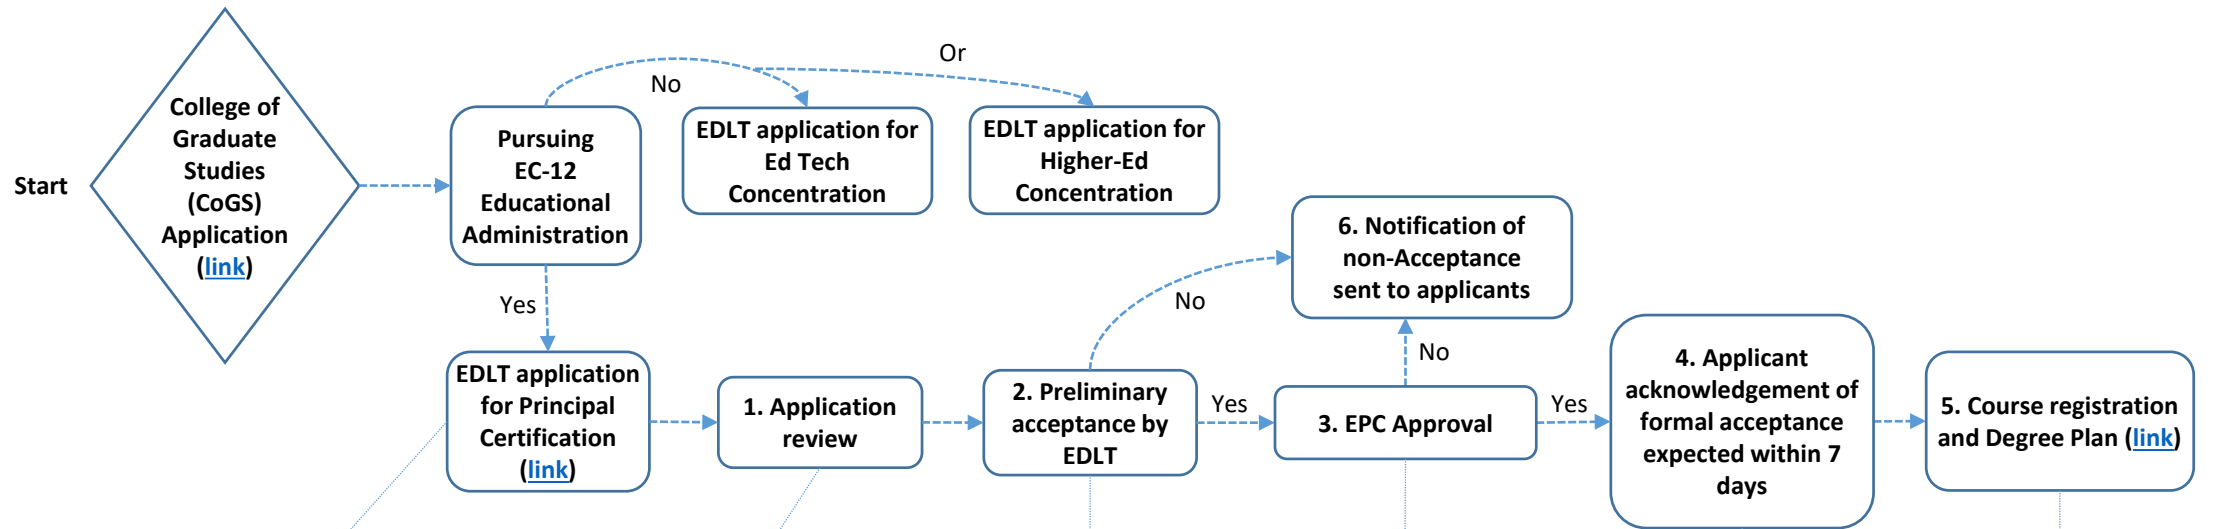 Start
College of
Graduate
Studies
(CoGS)
Application
(link)
Pursuing
EC-12
Educational
Administration
No
Or
EDLT application for
Ed Tech
Concentration
EDLT application for
Higher-Ed
Concentration
Yes
EDLT application
for Principal
Certification
(link)
1. Application
review
2. Preliminary
acceptance by
EDLT
No
6. Notification of
non-Acceptance
sent to applicants
Yes
3. EPC Approval
No
Yes
4. Applicant
acknowledgement of
formal acceptance
expected within 7
days
5. Course registration
and Degree Plan (link)